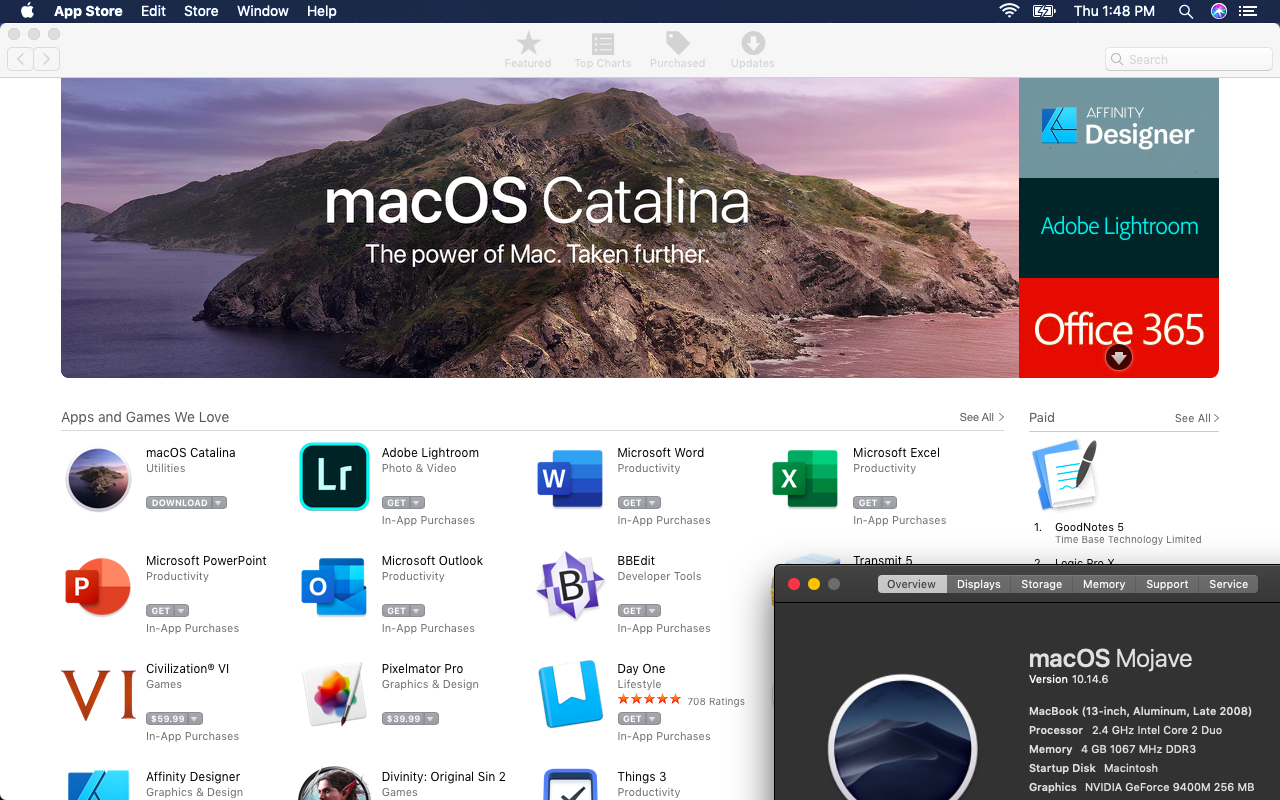 App Store Edit Store Window Help Thu 1:48 PM
Featured Top Charts Purchased Updates Search
macOS Catalina
The power of Mac. Taken further.
AFFINITY
Designer
Adobe Lightroom
Office 365
Apps and Games We Love See All >
Paid See All >
macOS Catalina
Utilities
DOWNLOAD
Lr
Adobe Lightroom
Photo & Video
GET
In-App Purchases
W
Microsoft Word
Productivity
GET
In-App Purchases
X
Microsoft Excel
Productivity
GET
In-App Purchases
1. GoodNotes 5
Time Base Technology Limited
2. Logic Pro X
P
Microsoft PowerPoint
Productivity
GET
In-App Purchases
O
Microsoft Outlook
Productivity
GET
In-App Purchases
B
BBEdit
Developer Tools
GET
In-App Purchases
Transmit 5
VI
Civilization® VI
Games
$59.99
In-App Purchases
Pixelmator Pro
Graphics & Design
$39.99
Day One
Lifestyle
708 Ratings
GET
In-App Purchases
Affinity Designer
Graphics & Design
Divinity: Original Sin 2
Games
Things 3
Productivity
Overview Displays Storage Memory Support Service
macOS Mojave
Version 10.14.6
MacBook (13-inch, Aluminum, Late 2008)
Processor 2.4 GHz Intel Core 2 Duo
Memory 4 GB 1067 MHz DDR3
Startup Disk Macintosh
Graphics NVIDIA GeForce 9400M 256 MB